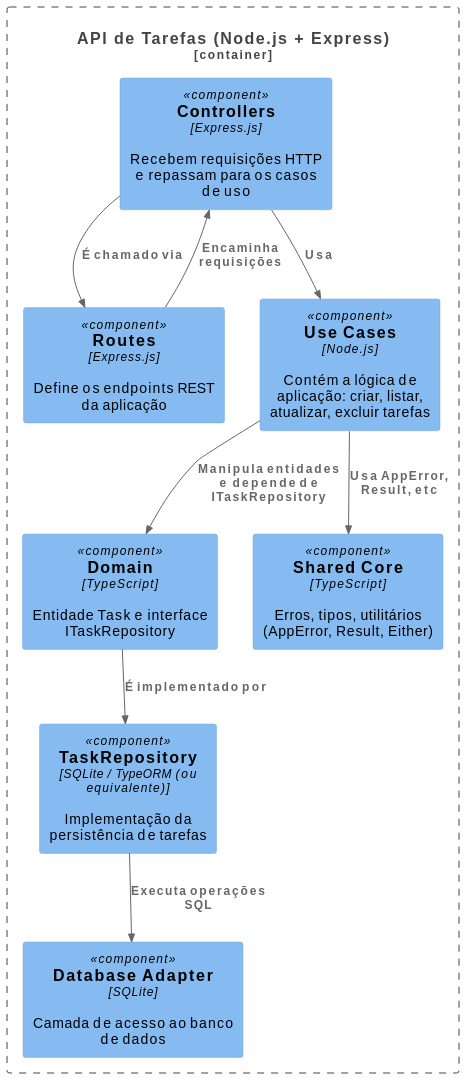 API de Tarefas (Node.js + Express)
[container]
«component»
Controllers
[Express.js]
Recebem requisições HTTP
e repassam para os casos
de uso
É chamado via
Encaminha
requisições
Usa
«component»
Routes
[Express.js]
Define os endpoints REST
da aplicação
«component»
Use Cases
[Node.js]
Contém a lógica de
aplicação: criar, listar,
atualizar, excluir tarefas
Manipula entidades
e depende de
ITaskRepository
Usa AppError,
Result, etc
«component»
Domain
[TypeScript]
Entidade Task e interface
ITaskRepository
«component»
Shared Core
[TypeScript]
Erros, tipos, utilitários
(AppError, Result, Either)
É implementado por
«component»
TaskRepository
[SQLite / TypeORM (ou
equivalente)]
Implementação da
persistência de tarefas
Executa operações
SQL
«component»
Database Adapter
[SQLite]
Camada de acesso ao banco
de dados